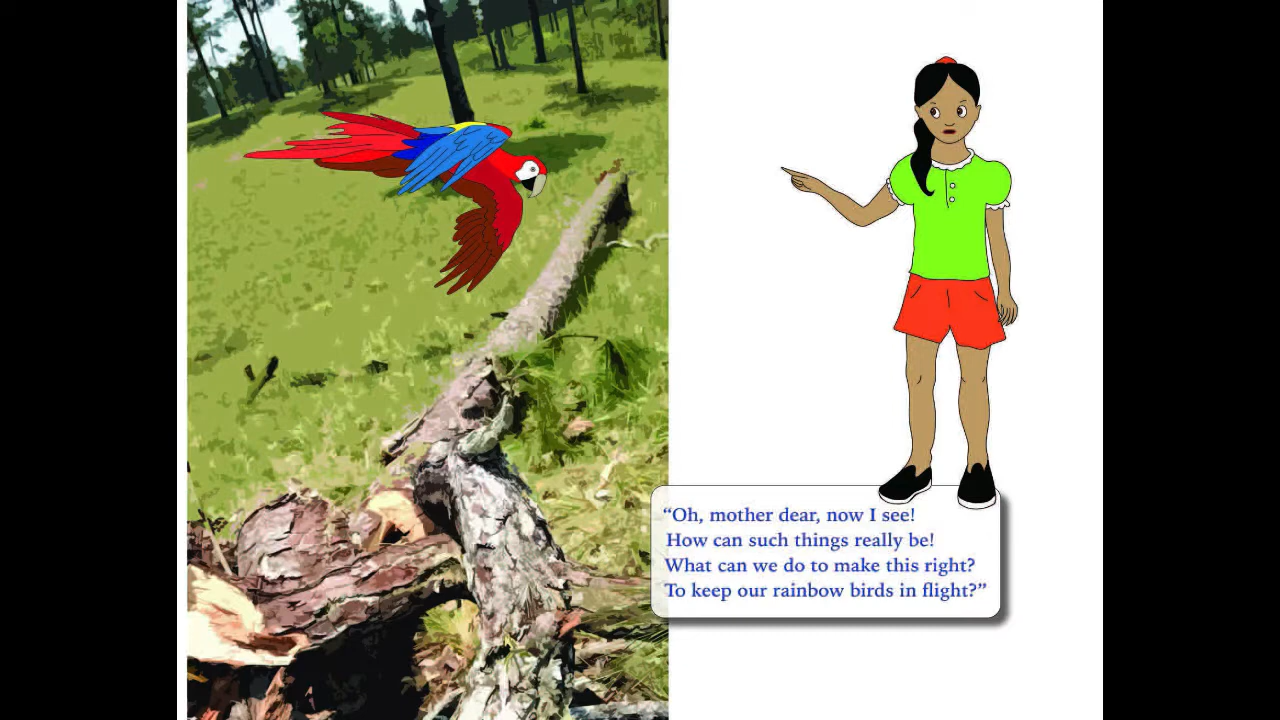 “Oh, mother dear, now I see!
How can such things really be!
What can we do to make this right?
To keep our rainbow birds in flight?”